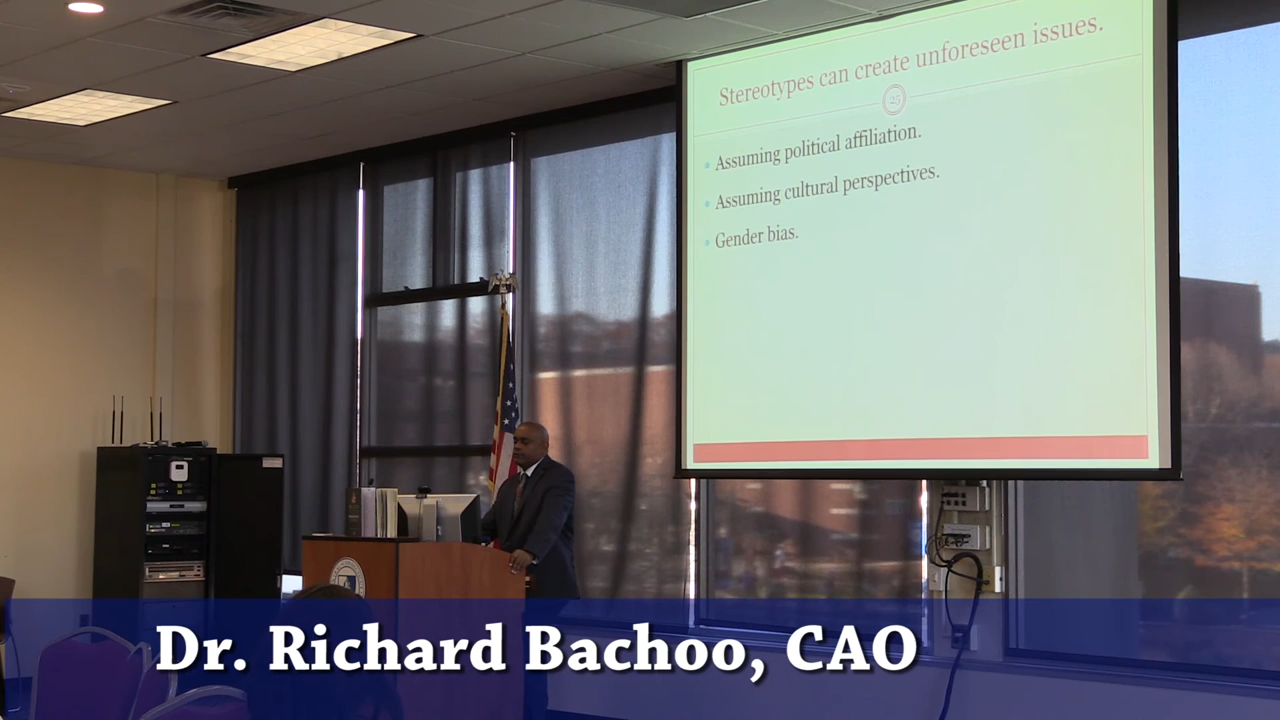 Stereotypes can create unforeseen issues.
25
Assuming political affiliation.
Assuming cultural perspectives.
Gender bias.
Dr. Richard Bachoo, CAO